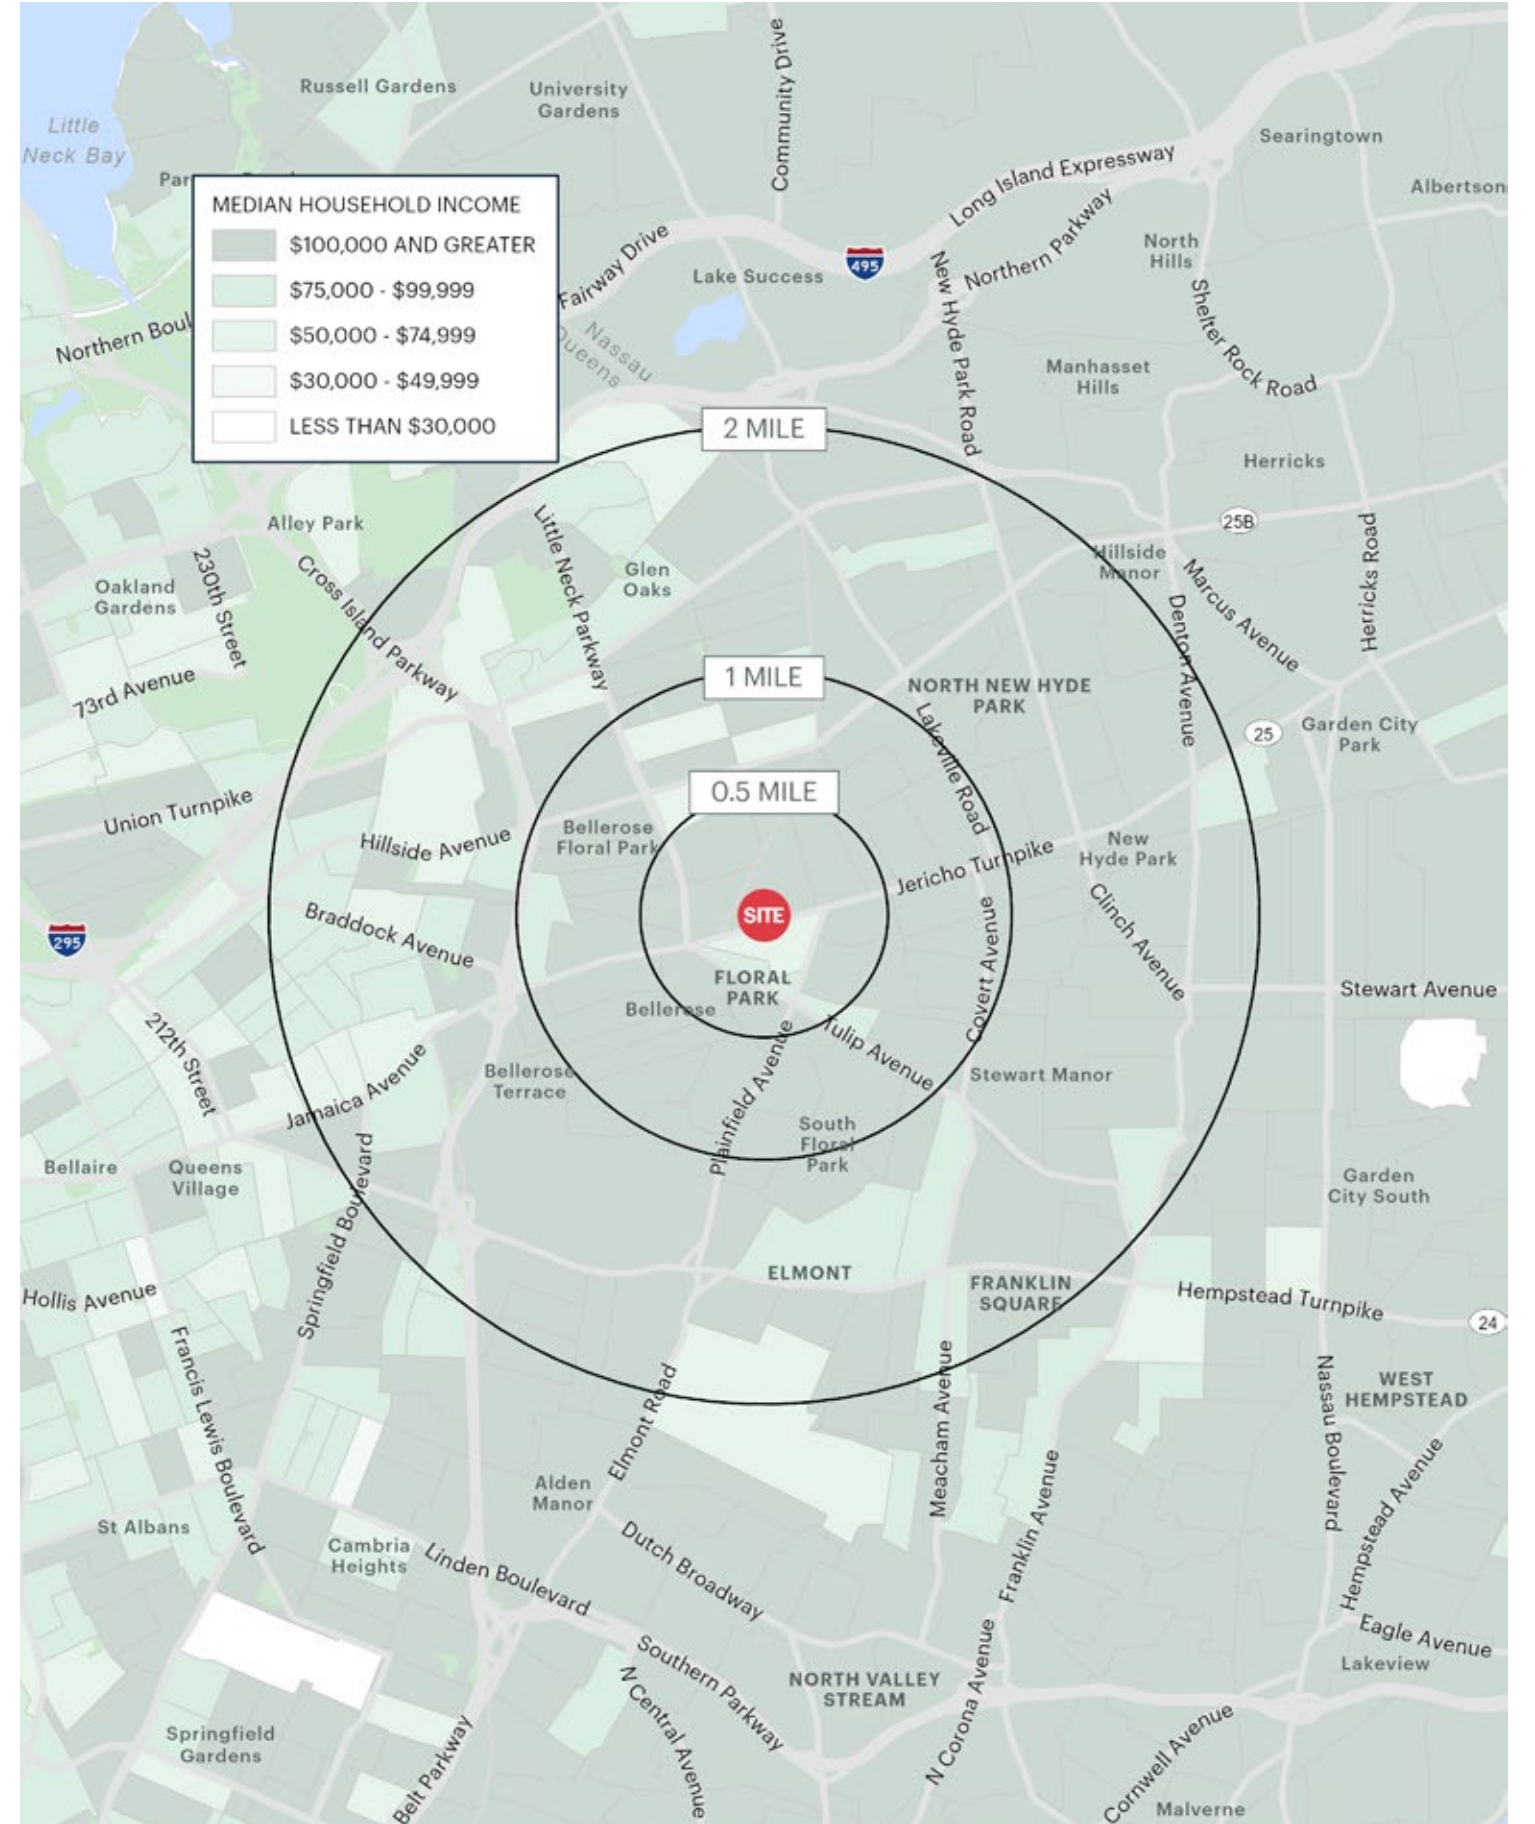 Community Drive
Russell Gardens
University
Gardens
Little
Neck Bay
Searingtown
Long Island Expressway
Albertson
MEDIAN HOUSEHOLD INCOME
$100,000 AND GREATER
$75,000 - $99,999
$50,000 - $74,999
$30,000 - $49,999
LESS THAN $30,000
Northern Parkway
North
Hills
Fairway Drive
Lake Success
495
New Hyde Park Road
Shelter Rock Road
Northern Boul
Nassau
Queens
Manhasset
Hills
2 MILE
Herricks
25B
Alley Park
Little Neck Parkway
Herricks Road
Oakland
Gardens
230th Street
Cross Island Parkway
Glen
Oaks
Hillside
Manor
Marcus Avenue
Denton Avenue
73rd Avenue
1 MILE
NORTH NEW HYDE
PARK
Lakeville Road
25
Garden City
Park
0.5 MILE
Union Turnpike
Hillside Avenue
Bellerose
Floral Park
Jericho Turnpike
New
Hyde Park
SITE
Braddock Avenue
295
Covert Avenue
Clinch Avenue
FLORAL
PARK
Stewart Avenue
Bellerose
212th Street
Jamaica Avenue
Plainfield Avenue
Tulip Avenue
Bellerose
Terrace
Stewart Manor
South
Floral
Park
Bellaire
Queens
Village
Springfield Boulevard
Garden
City South
Hollis Avenue
ELMONT
FRANKLIN
SQUARE
Hempstead Turnpike
24
Francis Lewis Boulevard
Elmont Road
Meacham Avenue
Nassau Boulevard
WEST
HEMPSTEAD
Alden
Manor
Franklin Avenue
Hempstead Avenue
St Albans
Cambria
Heights
Linden Boulevard
Dutch Broadway
Eagle Avenue
Lakeview
Southern Parkway
N Central Avenue
NORTH VALLEY
STREAM
N Corona Avenue
Springfield
Gardens
Belt Parkway
Cornwell Avenue
Malverne